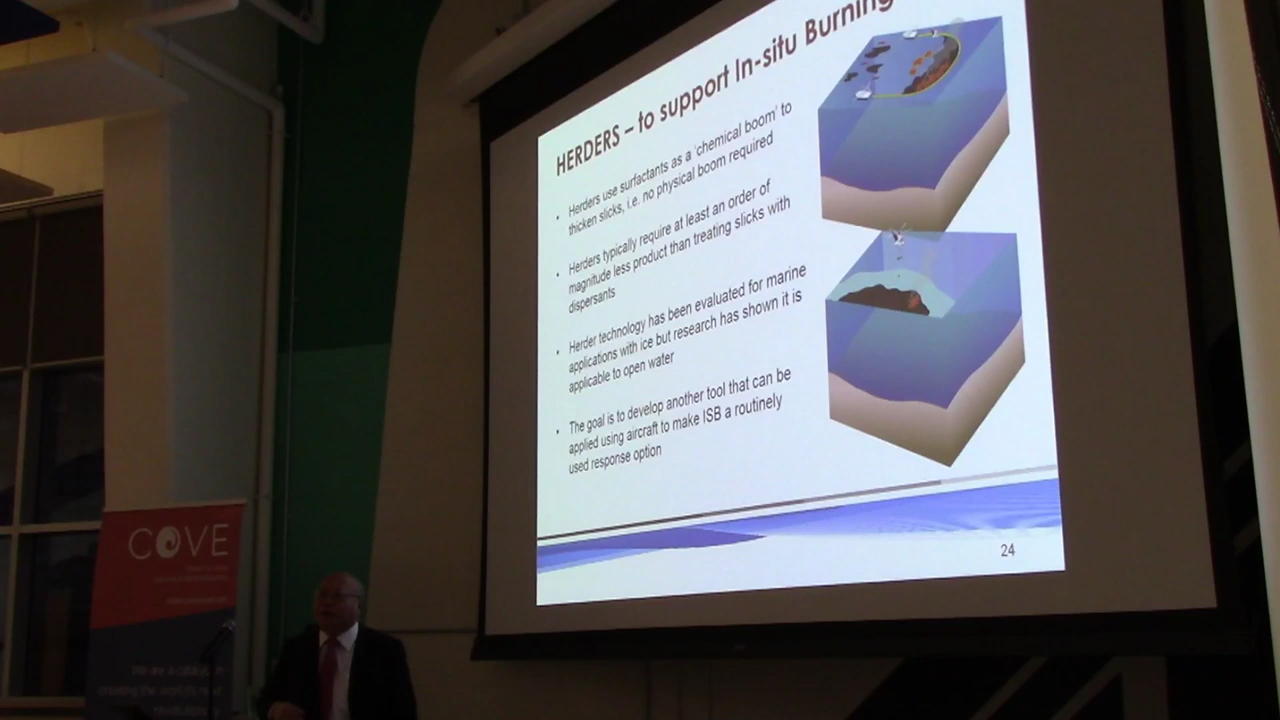 HERDERS – to support In-situ Burning
• Herders use surfactants as a 'chemical boom' to
thicken slicks, i.e. no physical boom required
• Herders typically require at least an order of
magnitude less product than treating slicks with
dispersants
• Herder technology has been evaluated for marine
applications with ice but research has shown it is
applicable to open water
• The goal is to develop another tool that can be
applied using aircraft to make ISB a routinely
used response option
24
COVE